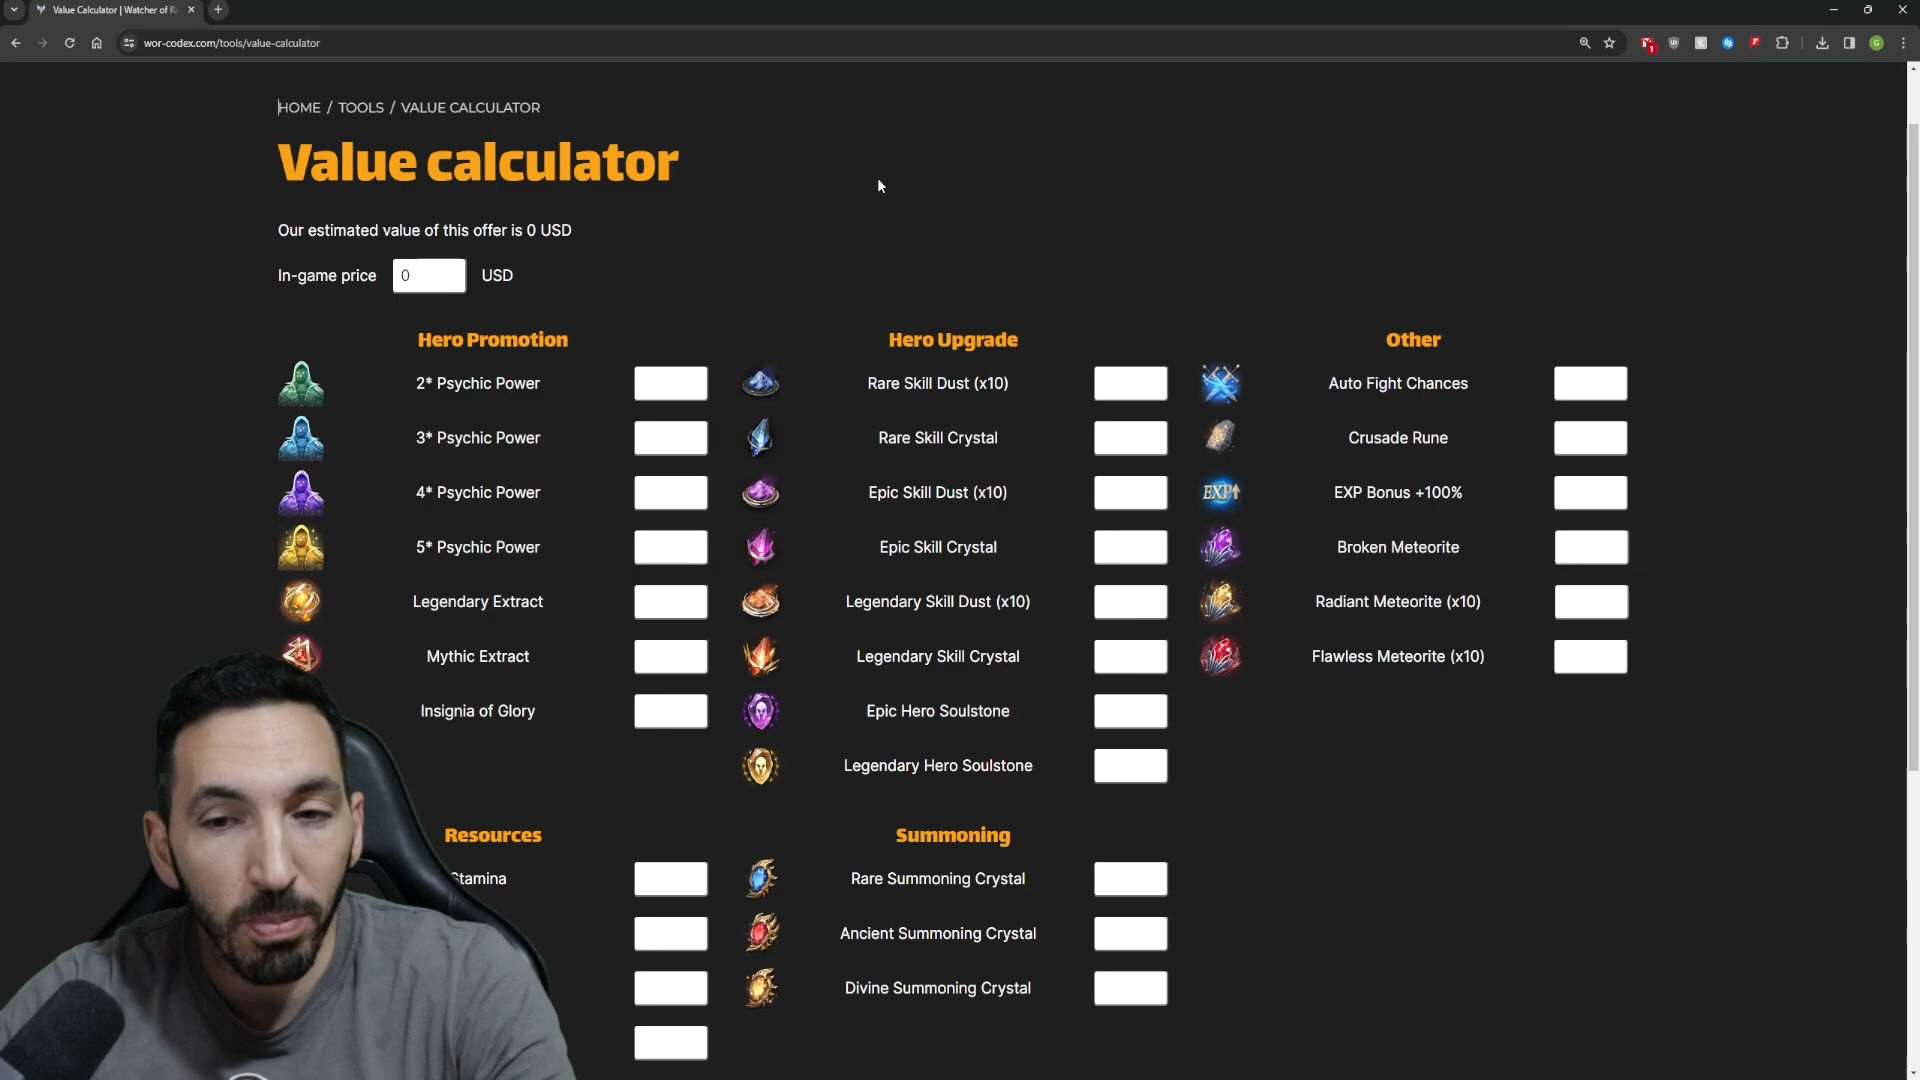 Value Calculator | Watcher of R
wor-codex.com/tools/value-calculator
HOME / TOOLS / VALUE CALCULATOR
Value calculator
Our estimated value of this offer is 0 USD
In-game price 0 USD
Hero Promotion
2* Psychic Power
3* Psychic Power
4* Psychic Power
5* Psychic Power
Legendary Extract
Mythic Extract
Insignia of Glory
Hero Upgrade
Rare Skill Dust (x10)
Rare Skill Crystal
Epic Skill Dust (x10)
Epic Skill Crystal
Legendary Skill Dust (x10)
Legendary Skill Crystal
Epic Hero Soulstone
Legendary Hero Soulstone
Other
Auto Fight Chances
Crusade Rune
EXP
EXP Bonus +100%
Broken Meteorite
Radiant Meteorite (x10)
Flawless Meteorite (x10)
Resources
Stamina
Summoning
Rare Summoning Crystal
Ancient Summoning Crystal
Divine Summoning Crystal